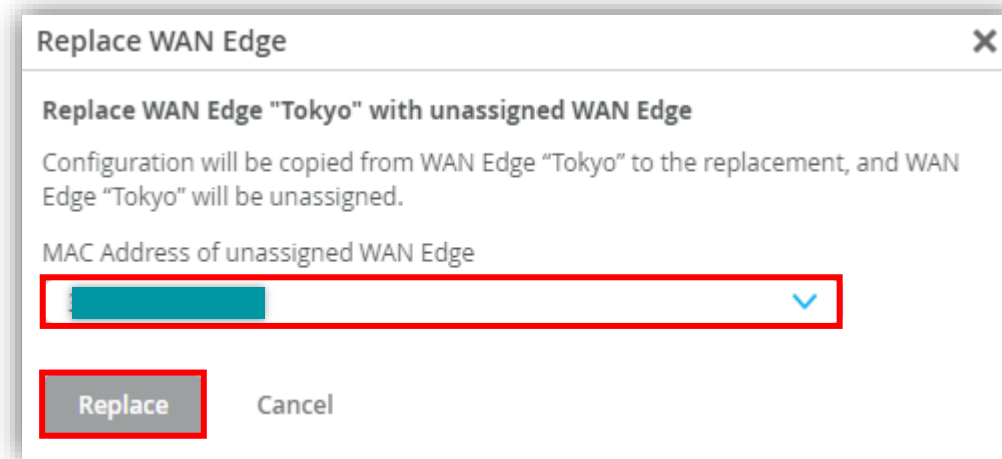 Replace WAN Edge
Replace WAN Edge "Tokyo" with unassigned WAN Edge
Configuration will be copied from WAN Edge “Tokyo” to the replacement, and WAN
Edge “Tokyo” will be unassigned.
MAC Address of unassigned WAN Edge
Replace Cancel